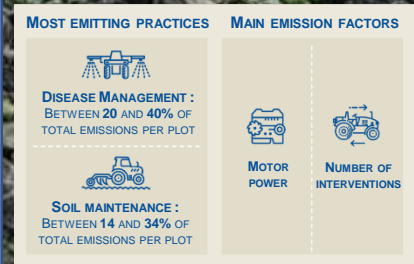 MOST EMITTING PRACTICES
DISEASE MANAGEMENT :
BETWEEN 20 AND 40% OF
TOTAL EMISSIONS PER PLOT
SOIL MAINTENANCE :
BETWEEN 14 AND 34% OF
TOTAL EMISSIONS PER PLOT
MAIN EMISSION FACTORS
MOTOR
POWER
NUMBER OF
INTERVENTIONS